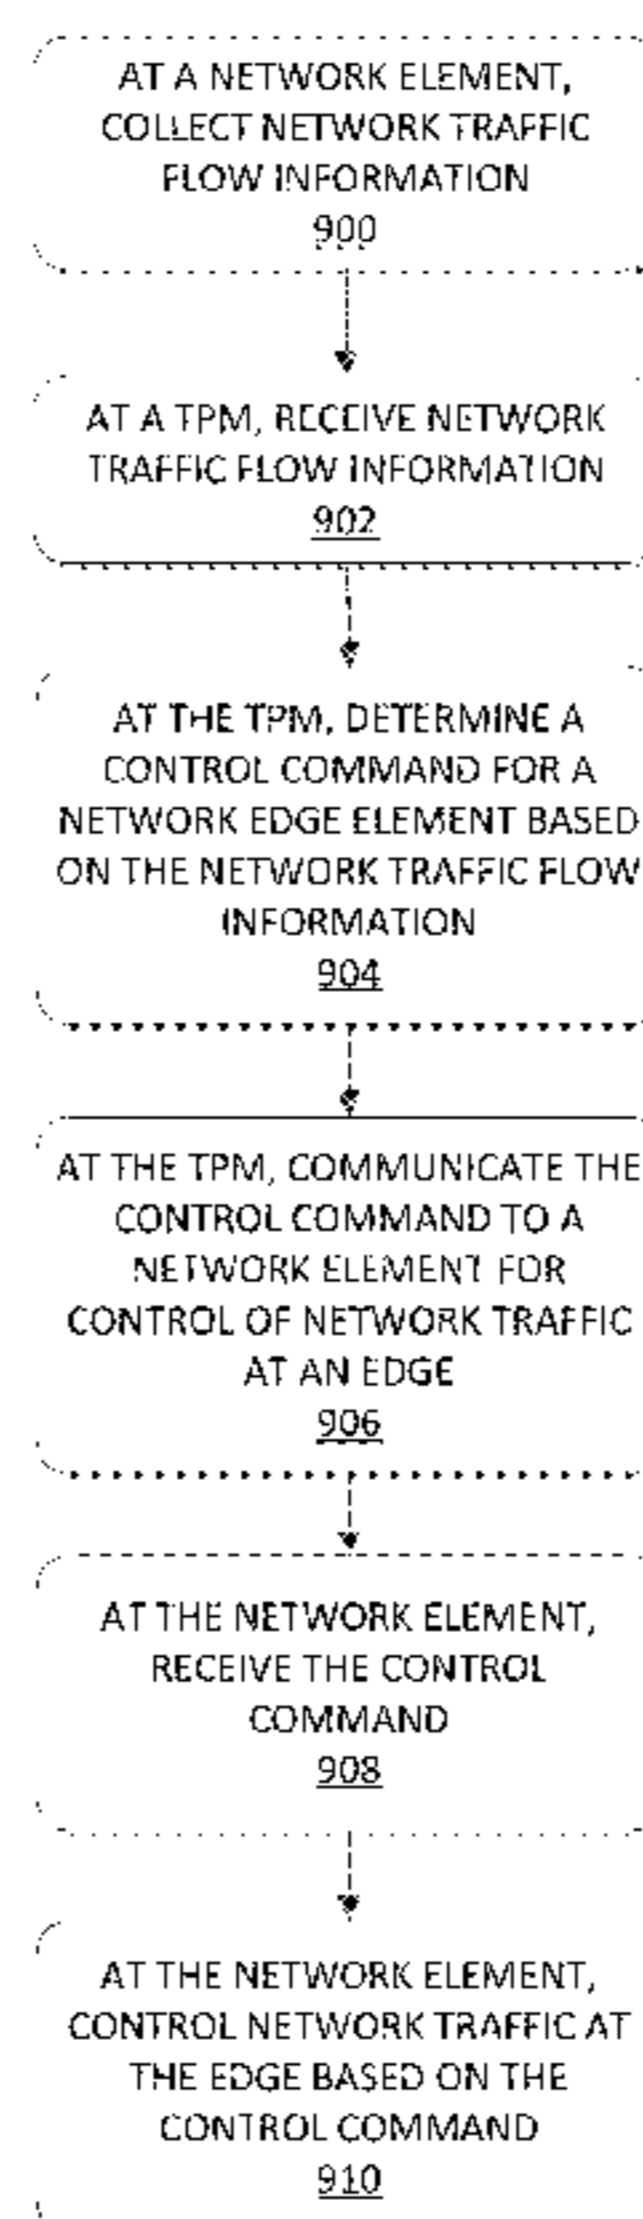 AT A NETWORK ELEMENT,
COLLECT NETWORK TRAFFIC
FLOW INFORMATION
900
AT A TPM, RECEIVE NETWORK
TRAFFIC FLOW INFORMATION
902
AT THE TPM, DETERMINE A
CONTROL COMMAND FOR A
NETWORK EDGE ELEMENT BASED
ON THE NETWORK TRAFFIC FLOW
INFORMATION
904
AT THE TPM, COMMUNICATE THE
CONTROL COMMAND TO A
NETWORK ELEMENT FOR
CONTROL OF NETWORK TRAFFIC
AT AN EDGE
906
AT THE NETWORK ELEMENT,
RECEIVE THE CONTROL
COMMAND
908
AT THE NETWORK ELEMENT,
CONTROL NETWORK TRAFFIC AT
THE EDGE BASED ON THE
CONTROL COMMAND
910